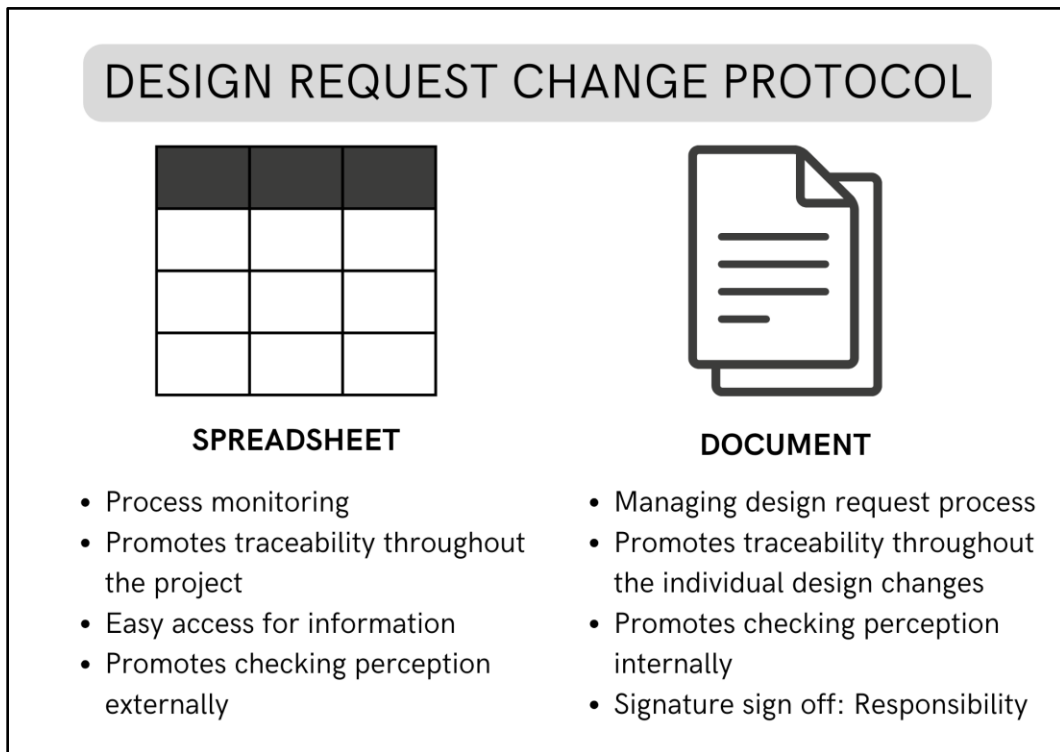 DESIGN REQUEST CHANGE PROTOCOL
SPREADSHEET
• Process monitoring
• Promotes traceability throughout
the project
• Easy access for information
• Promotes checking perception
externally
DOCUMENT
• Managing design request process
• Promotes traceability throughout
the individual design changes
• Promotes checking perception
internally
• Signature sign off: Responsibility